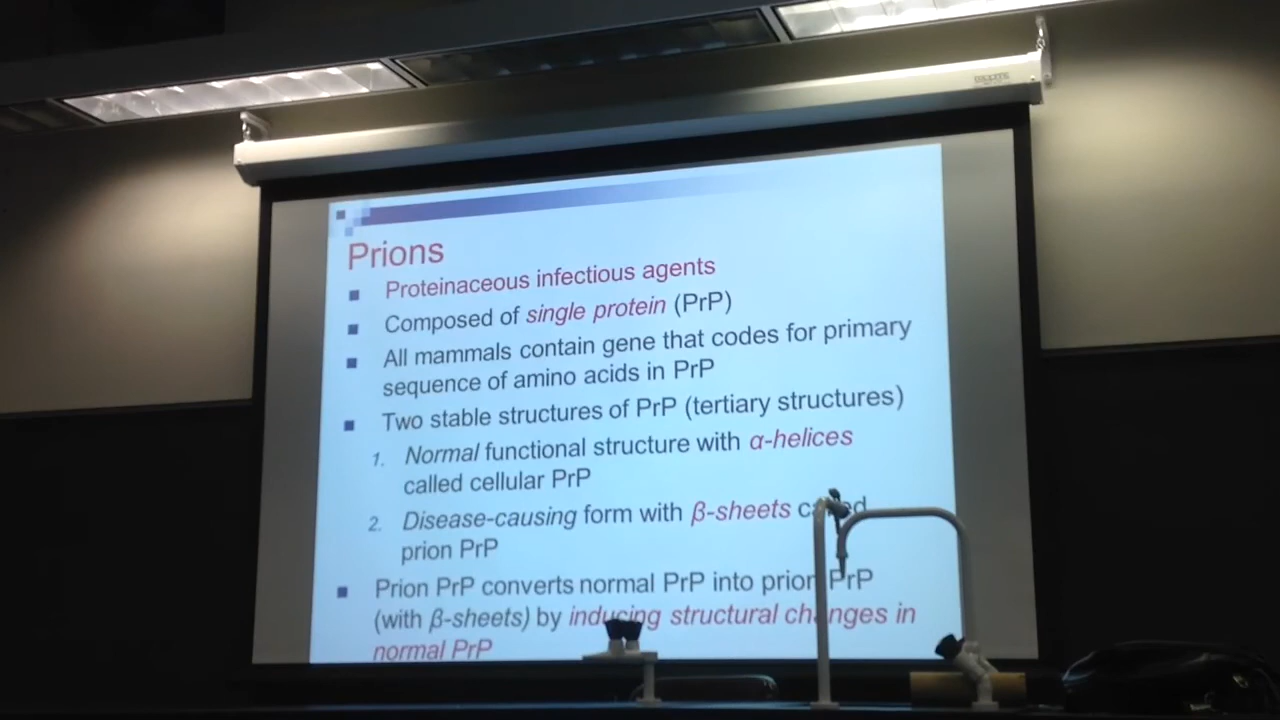 Prions
Proteinaceous infectious agents
Composed of single protein (PrP)
All mammals contain gene that codes for primary
sequence of amino acids in PrP
Two stable structures of PrP (tertiary structures)
1. Normal functional structure with α-helices
called cellular PrP
2. Disease-causing form with β-sheets called
prion PrP
Prion PrP converts normal PrP into prion PrP
(with β-sheets) by inducing structural changes in
normal PrP